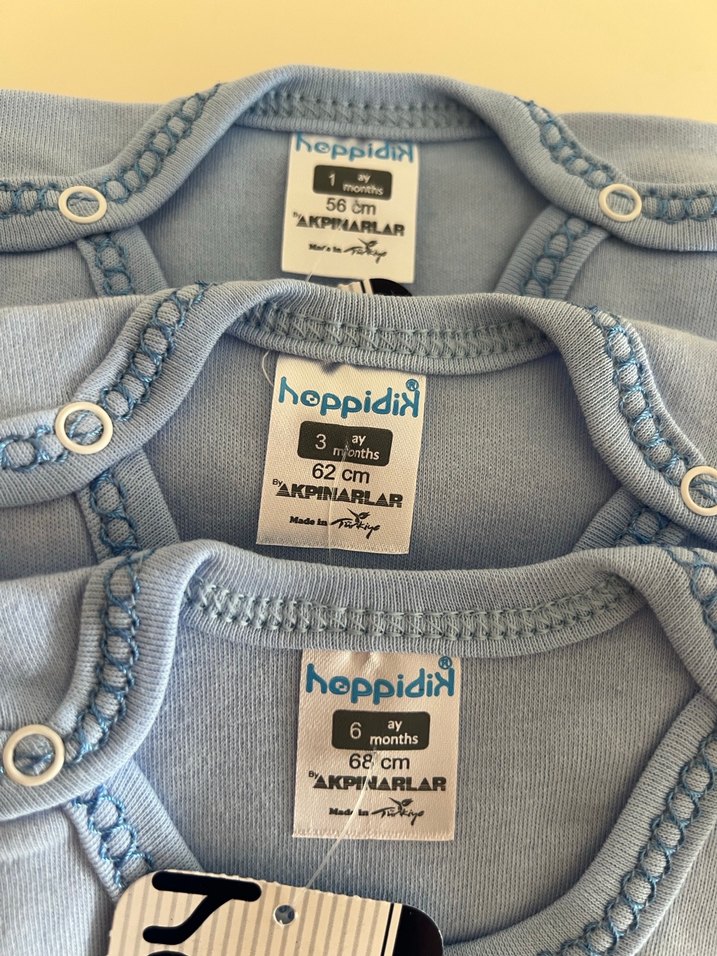 hoppidik
1 ay
months
56 cm
By AKPINARLAR
Made in Türkiye
hoppidik®
3 ay
months
62 cm
By AKPINARLAR
Made in Türkiye
hoppidik®
6 ay
months
68 cm
By AKPINARLAR
Made in Türkiye